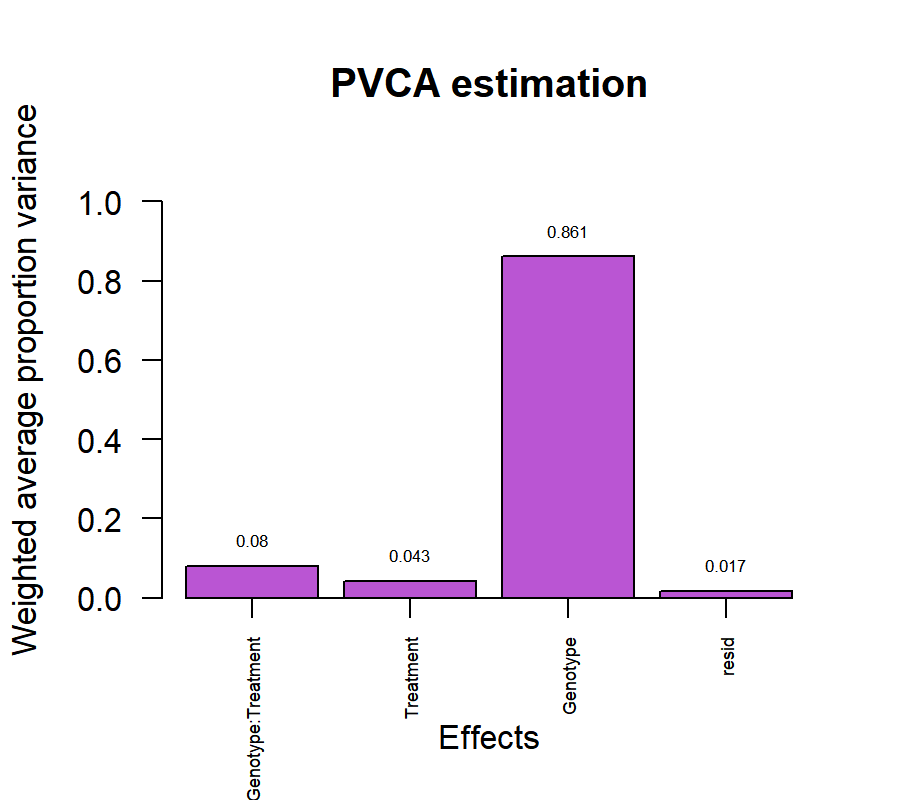 PVCA estimation
Weighted average proportion variance
1.0
0.8
0.6
0.4
0.2
0.0
0.08
0.043
0.861
0.017
Genotype:Treatment
Treatment
Genotype
resid
Effects